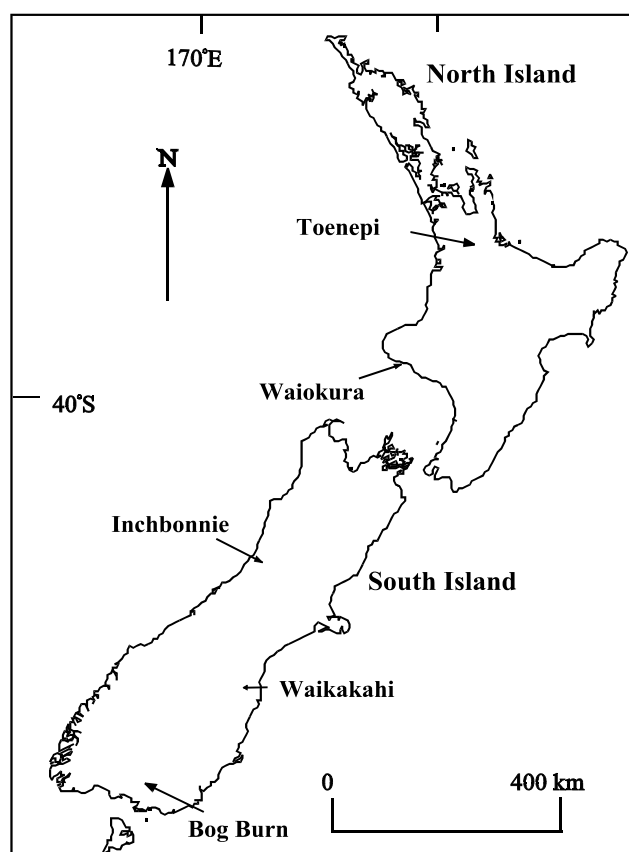 170°E
North Island
N
Toenepi
Waiokura
40°S
Inchbonnie
South Island
Waikakahi
0 400 km
Bog Burn